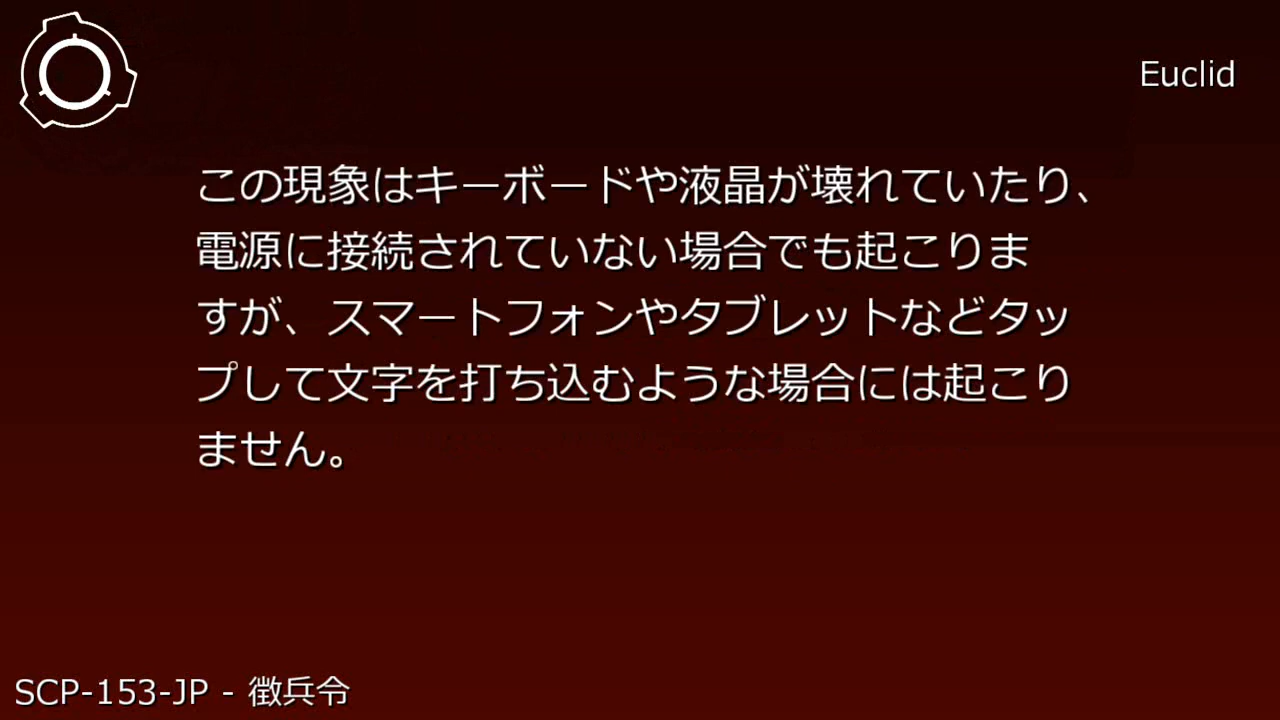 Euclid
この現象はキーボードや液晶が壊れていたり、
電源に接続されていない場合でも起こりま
すが、スマートフォンやタブレットなどタッ
プして文字を打ち込むような場合には起こり
ません。
SCP-153-JP - 徴兵令